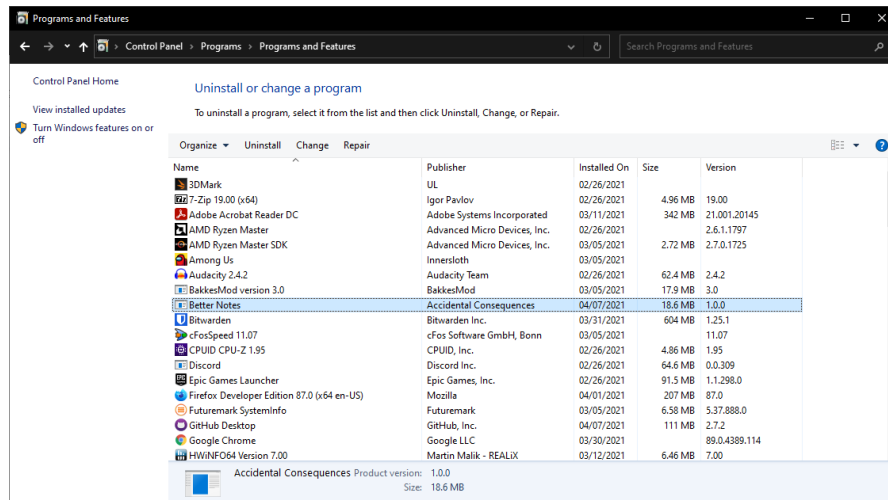 Programs and Features
Control Panel > Programs > Programs and Features
Search Programs and Features
Control Panel Home
View installed updates
Turn Windows features on or
off
Uninstall or change a program
To uninstall a program, select it from the list and then click Uninstall, Change, or Repair.
Organize Uninstall Change Repair
Name Publisher Installed On Size Version
3DMark UL 02/26/2021
7-Zip 19.00 (x64) Igor Pavlov 02/26/2021 4.96 MB 19.00
Adobe Acrobat Reader DC Adobe Systems Incorporated 03/11/2021 342 MB 21.001.20145
AMD Ryzen Master Advanced Micro Devices, Inc. 02/26/2021 2.6.1.1797
AMD Ryzen Master SDK Advanced Micro Devices, Inc. 03/05/2021 2.72 MB 2.7.0.1725
Among Us Innersloth 03/05/2021
Audacity 2.4.2 Audacity Team 02/26/2021 62.4 MB 2.4.2
BakkesMod version 3.0 BakkesMod 03/05/2021 17.9 MB 3.0
Better Notes Accidental Consequences 04/07/2021 18.6 MB 1.0.0
Bitwarden Bitwarden Inc. 03/31/2021 604 MB 1.25.1
cFosSpeed 11.07 cFos Software GmbH, Bonn 03/05/2021 11.07
CPUID CPU-Z 1.95 CPUID, Inc. 02/26/2021 4.86 MB 1.95
Discord Discord Inc. 02/26/2021 64.6 MB 0.0.309
Epic Games Launcher Epic Games, Inc. 02/26/2021 91.5 MB 1.1.298.0
Firefox Developer Edition 87.0 (x64 en-US) Mozilla 04/01/2021 207 MB 87.0
Futuremark SystemInfo Futuremark 03/05/2021 6.58 MB 5.37.888.0
GitHub Desktop GitHub, Inc. 04/07/2021 111 MB 2.7.2
Google Chrome Google LLC 03/30/2021 89.0.4389.114
HWiNFO64 Version 7.00 Martin Malik - REALiX 03/12/2021 6.46 MB 7.00
Accidental Consequences Product version: 1.0.0
Size: 18.6 MB